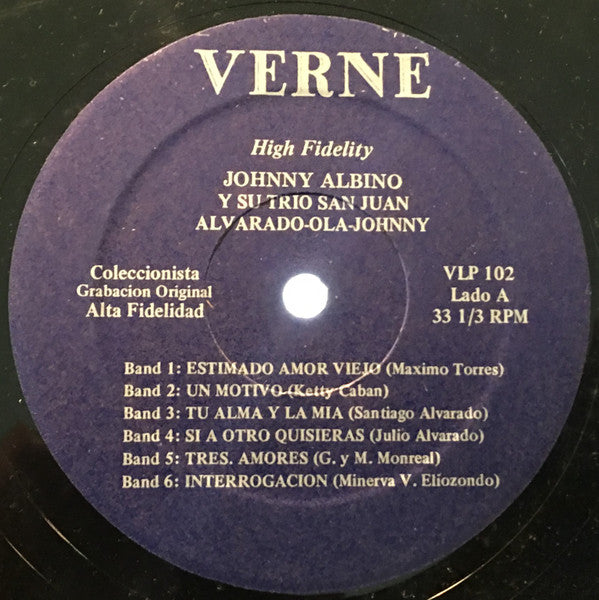 VERNE
High Fidelity
JOHNNY ALBINO
Y SU TRIO SAN JUAN
ALVARADO-OLA-JOHNNY
Coleccionista
Grabacion Original
Alta Fidelidad
VLP 102
Lado A
33 1/3 RPM
Band 1: ESTIMADO AMOR VIEJO (Maximo Torres)
Band 2: UN MOTIVO (Ketty Caban)
Band 3: TU ALMA Y LA MIA (Santiago Alvarado)
Band 4: SI A OTRO QUISIERAS (Julio Alvarado)
Band 5: TRES. AMORES (G. y M. Monreal)
Band 6: INTERROGACION (Minerva V. Eliozondo)